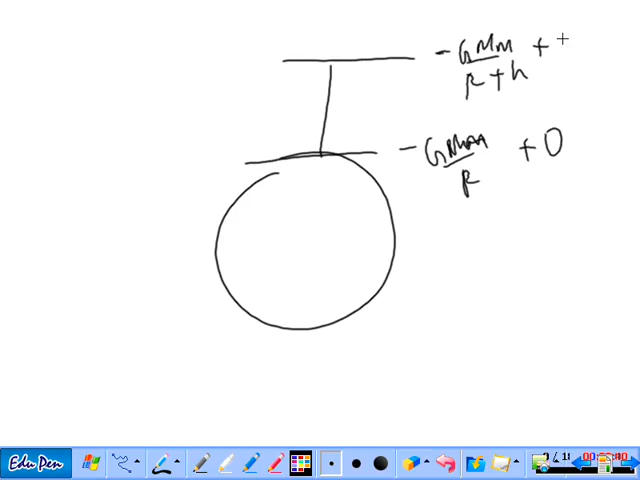 - GMm + +
R + h
- GMm + 0
R
Edu Pen